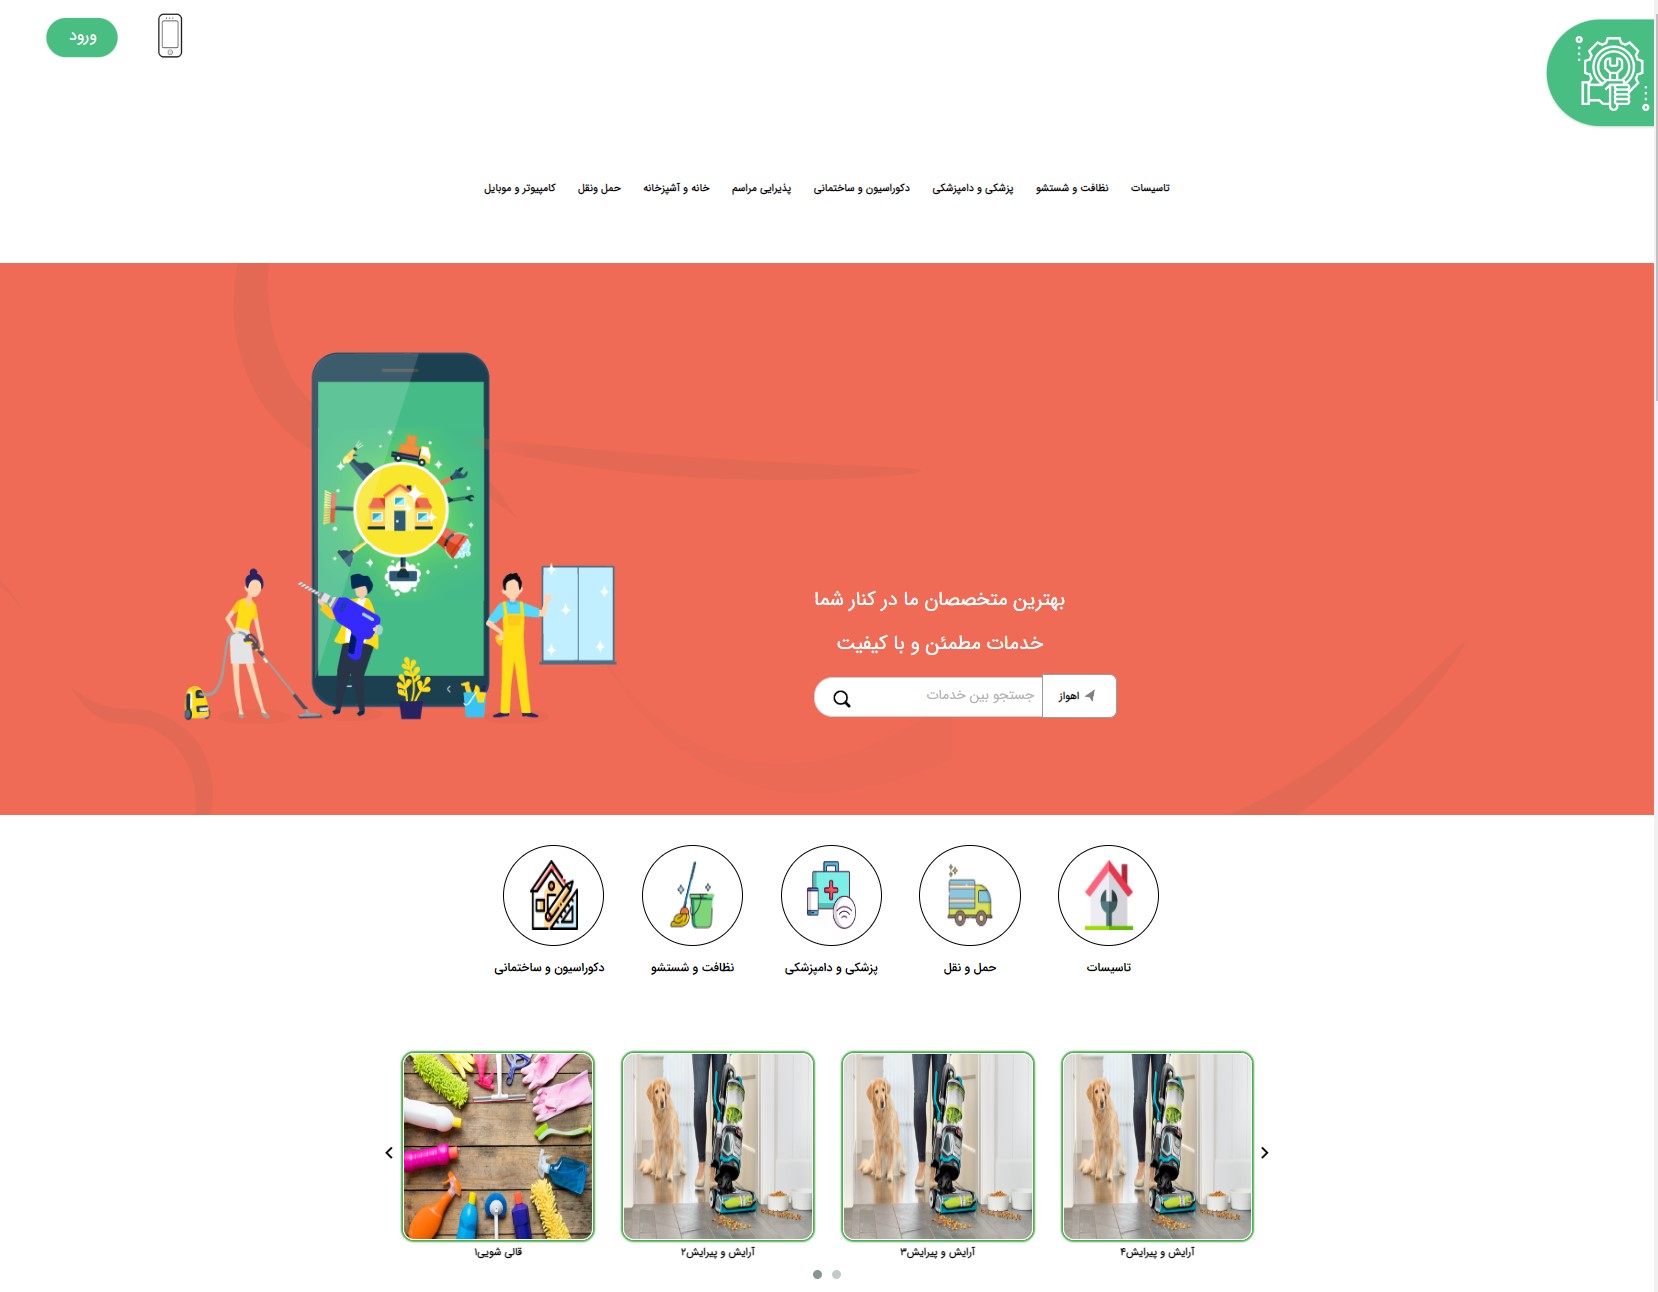 ورود
تاسیسات نظافت و شستشو پزشکی و دامپزشکی دکوراسیون و ساختمانی پذیرایی مراسم خانه و آشپزخانه حمل ونقل کامپیوتر و موبایل
بهترین متخصصان ما در کنار شما
خدمات مطمئن و با کیفیت
اهواز جستجو بین خدمات
تاسیسات حمل و نقل پزشکی و دامپزشکی نظافت و شستشو دکوراسیون و ساختمانی
آرایش و پیرایش۴ آرایش و پیرایش۳ آرایش و پیرایش۲ قالی شویی۱